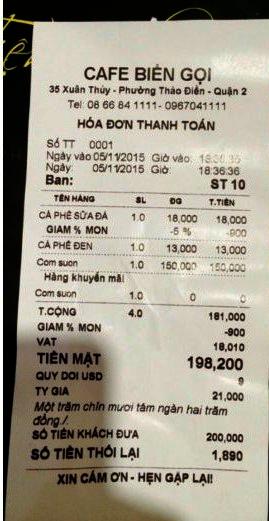 CAFE BIỂN GỌI
35 Xuân Thủy - Phường Thảo Điền - Quận 2
Tel: 08 66 84 1111- 0967041111
HÓA ĐƠN THANH TOÁN
Số TT 0001
Ngày vào 05/11/2015 Giờ vào: 18:36:35
Ngày: 05/11/2015 Giờ: 18:36:36
Ban: ST 10
TÊN HÀNG SL ĐG T.TIỀN
CÀ PHÊ SỮA ĐÁ 1.0 18,000 18,000
GIAM % MON -5 % -900
CÀ PHÊ ĐEN 1.0 13,000 13,000
Com suon 1.0 150,000 150,000
Hàng khuyến mãi
Com suon 1.0 0 0
T.CỘNG 4.0 181,000
GIAM % MON -900
VAT 18,010
TIỀN MẶT 198,200
QUY DOI USD 9
TY GIA 21,000
Một trăm chín mươi tám ngàn hai trăm
đồng ./.
SỐ TIỀN KHÁCH ĐƯA 200,000
SỐ TIỀN THỐI LẠI 1,890
XIN CÁM ƠN - HẸN GẶP LẠI!